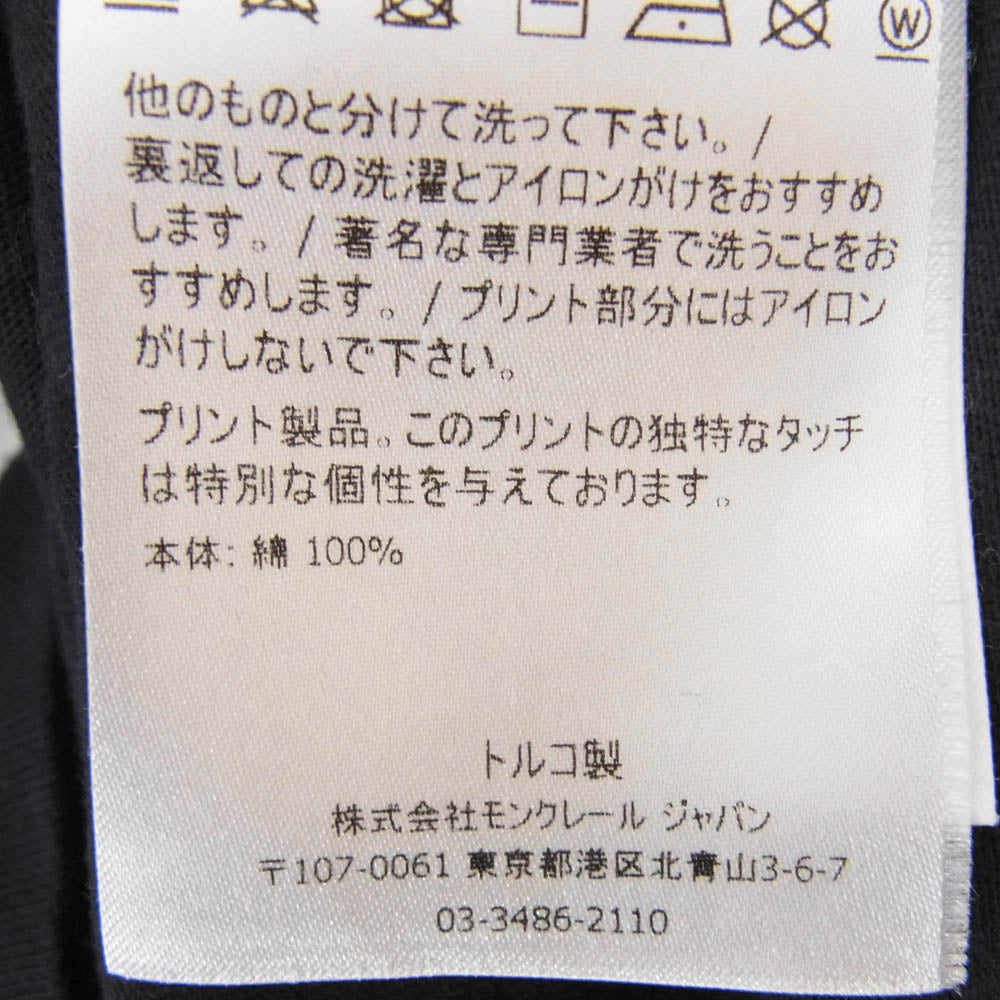 W
他のものと分けて洗って下さい。/
裏返しての洗濯とアイロンがけをおすすめ
します。/ 著名な専門業者で洗うことをお
すすめします。/ プリント部分にはアイロン
がけしないで下さい。
プリント製品。このプリントの独特なタッチ
は特別な個性を与えております。
本体: 綿 100%
トルコ製
株式会社モンクレール ジャパン
〒107-0061 東京都港区北青山3-6-7
03-3486-2110